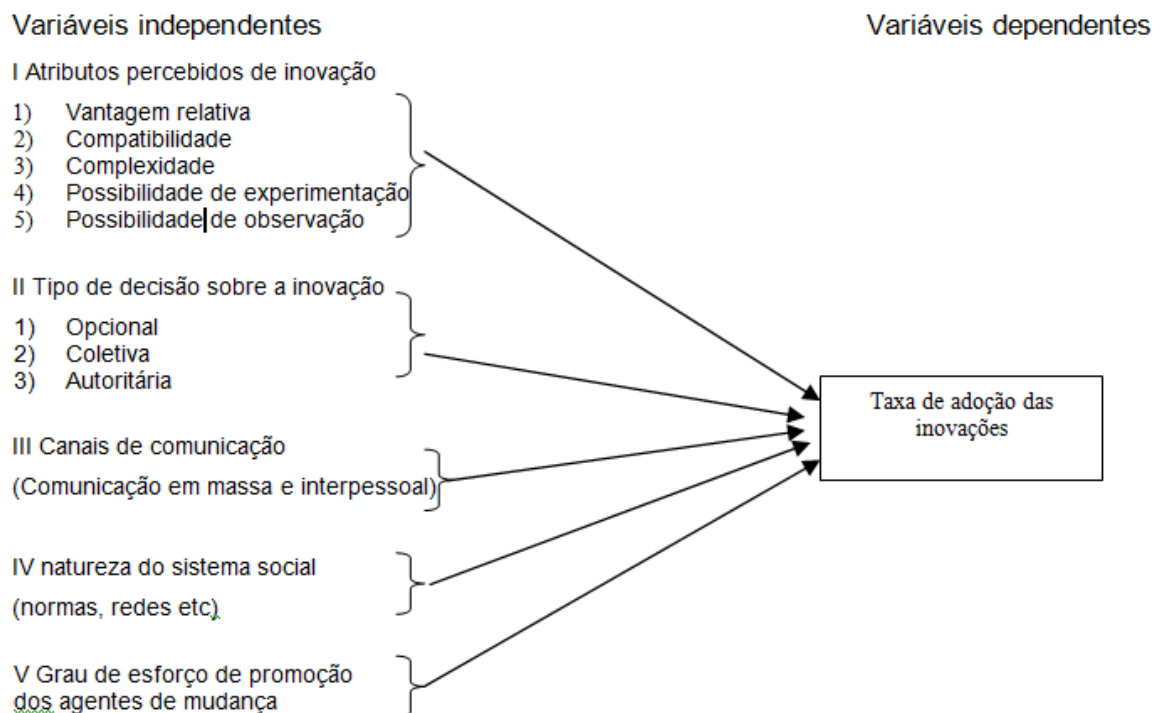 Variáveis independentes
Variáveis dependentes
I Atributos percebidos de inovação
1) Vantagem relativa
2) Compatibilidade
3) Complexidade
4) Possibilidade de experimentação
5) Possibilidade de observação
II Tipo de decisão sobre a inovação
1) Opcional
2) Coletiva
3) Autoritária
III Canais de comunicação
(Comunicação em massa e interpessoal)
IV natureza do sistema social
(normas, redes etc)
V Grau de esforço de promoção
dos agentes de mudança
Taxa de adoção das
inovações